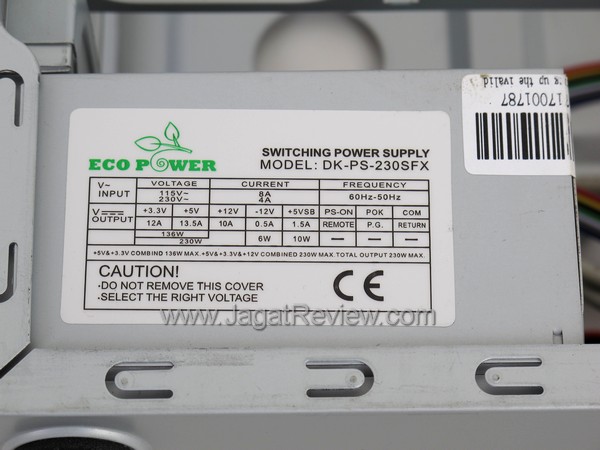 ıt up the ıvalid
17001787
ECO POWER
SWITCHING POWER SUPPLY
MODEL: DK-PS-230SFX
V~ INPUT VOLTAGE CURRENT FREQUENCY
115V~ 8A 60Hz-50Hz
230V~ 4A
V OUTPUT +3.3V +5V +12V -12V +5VSB PS-ON POK COM
12A 13.5A 10A 0.5A 1.5A REMOTE P.G. RETURN
136W
230W 6W 10W — — —
+5V&+3.3V COMBIND 136W MAX.+5V&+3.3V&+12V COMBINED 230W MAX.TOTAL OUTPUT 230W MAX.
CAUTION!
-DO NOT REMOVE THIS COVER
-SELECT THE RIGHT VOLTAGE
CE
www.JagatReview.com